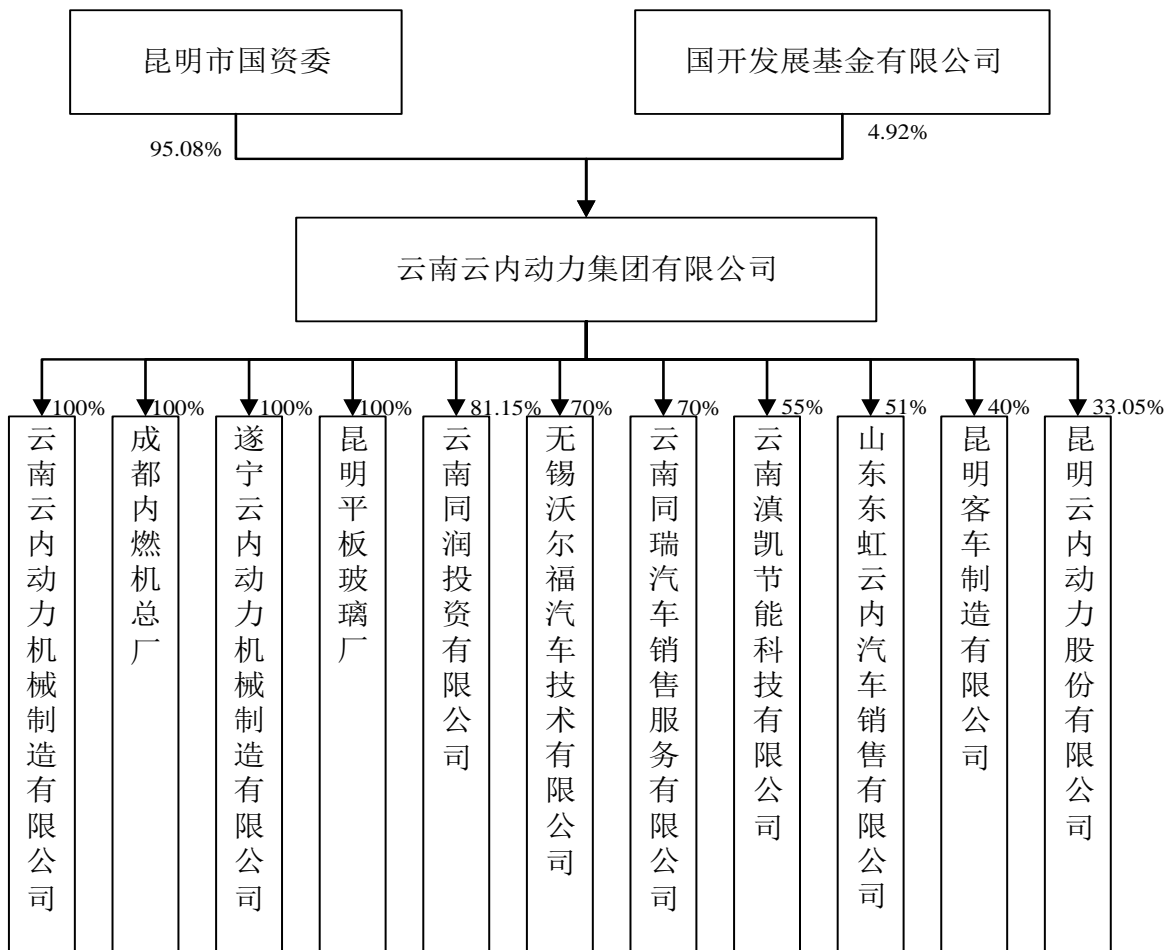 昆明市国资委
国开发展基金有限公司
95.08%
4.92%
云南云内动力集团有限公司
100%
100%
100%
100%
81.15%
70%
70%
55%
51%
40%
33.05%
云南云内动力机械制造有限公司
成都内燃机总厂
遂宁云内动力机械制造有限公司
昆明平板玻璃厂
云南同润投资有限公司
无锡沃尔福汽车技术有限公司
云南同瑞汽车销售服务有限公司
云南滇凯节能科技有限公司
山东东虹云内汽车销售有限公司
昆明客车制造有限公司
昆明云内动力股份有限公司